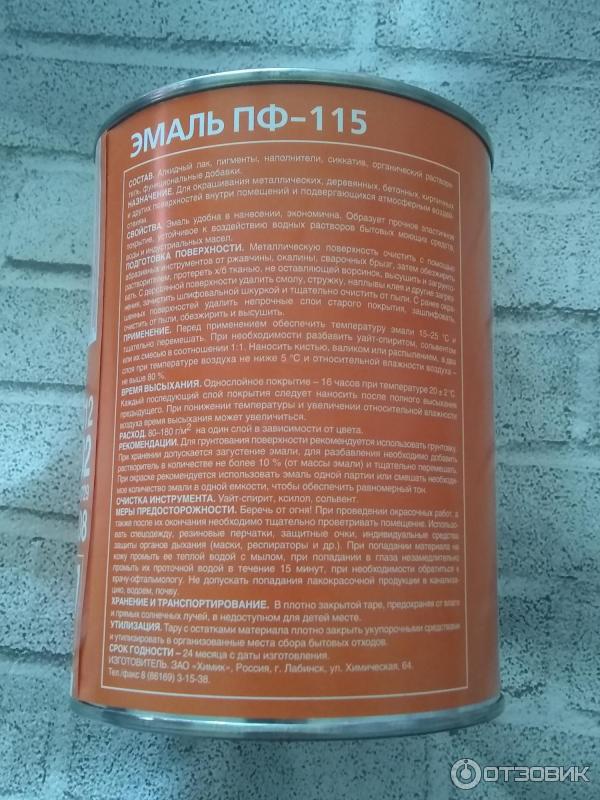 ЭМАЛЬ ПФ-115
СОСТАВ. Алкидный лак, пигменты, наполнители, сиккатив, органический раствори-
тель, функциональные добавки.
НАЗНАЧЕНИЕ. Для окрашивания металлических, деревянных, бетонных, кирпичных
и других поверхностей внутри помещений и подвергающихся атмосферным воздей-
ствиям.
СВОЙСТВА. Эмаль удобна в нанесении, экономична. Образует прочное эластичное
покрытие, устойчивое к воздействию водных растворов бытовых моющих средств,
воды и индустриальных масел.
ПОДГОТОВКА ПОВЕРХНОСТИ. Металлическую поверхность очистить с помощью
абразивных инструментов от ржавчины, окалины, сварочных брызг, затем обезжирить
растворителем, протереть х/б тканью, не оставляющей ворсинок, высушить и загрунто-
вать. С деревянной поверхности удалить смолу, стружку, наплывы клея и другие загряз-
нения, зачистить шлифовальной шкуркой и тщательно очистить от пыли. С ранее окра-
шенных поверхностей удалить непрочные слои старого покрытия, зашлифовать,
очистить от пыли, обезжирить и высушить.
ПРИМЕНЕНИЕ. Перед применением обеспечить температуру эмали 15-25 °С и
тщательно перемешать. При необходимости разбавить уайт-спиритом, сольвентом
или их смесью в соотношении 1:1. Наносить кистью, валиком или распылением, в два
слоя при температуре воздуха не ниже 5 °С и относительной влажности воздуха –
не выше 80 %.
ВРЕМЯ ВЫСЫХАНИЯ. Однослойное покрытие – 16 часов при температуре 20 ± 2 °С
Каждый последующий слой покрытия следует наносить после полного высыхания
предыдущего. При понижении температуры и увеличении относительной влажности
воздуха время высыхания может увеличиться.
РАСХОД. 80–180 г/м² на один слой в зависимости от цвета.
РЕКОМЕНДАЦИИ. Для грунтования поверхности рекомендуется использовать грунтовку.
При хранении допускается загустение эмали, для разбавления необходимо добавить
растворитель в количестве не более 10 % (от массы эмали) и тщательно перемешать.
При окраске рекомендуется использовать эмаль одной партии или смешать необходи-
мое количество эмали в одной емкости, чтобы обеспечить равномерный тон.
ОЧИСТКА ИНСТРУМЕНТА. Уайт-спирит, ксилол, сольвент.
МЕРЫ ПРЕДОСТОРОЖНОСТИ. Беречь от огня! При проведении окрасочных работ, а
также после их окончания необходимо тщательно проветривать помещение. Исполь-
зовать спецодежду, резиновые перчатки, защитные очки, индивидуальные средства
защиты органов дыхания (маски, респираторы и др.). При попадании материала на
кожу промыть ее теплой водой с мылом, при попадании в глаза незамедлительно
промыть их проточной водой в течение 15 минут, при необходимости обратиться к
врачу-офтальмологу. Не допускать попадания лакокрасочной продукции в канализа-
цию, водоем, почву.
ХРАНЕНИЕ И ТРАНСПОРТИРОВАНИЕ. В плотно закрытой таре, предохраняя от влаги
и прямых солнечных лучей, в недоступном для детей месте.
УТИЛИЗАЦИЯ. Тару с остатками материала плотно закрыть укупорочными средствами
и утилизировать в организованные места сбора бытовых отходов.
СРОК ГОДНОСТИ – 24 месяца с даты изготовления.
ИЗГОТОВИТЕЛЬ. ЗАО «Химик», Россия, г. Лабинск, ул. Химическая, 64.
Тел./факс 8 (86169) 3-15-38.
ОТЗОВИК